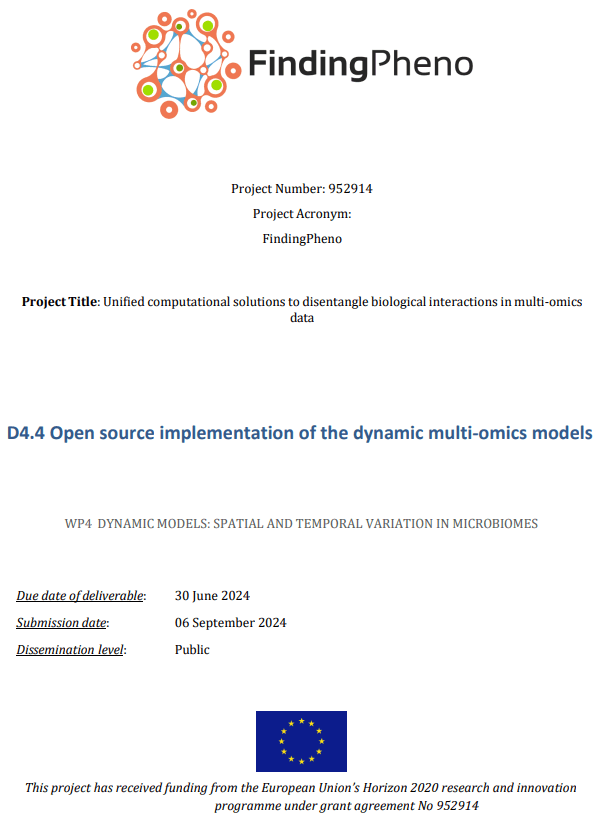 FindingPheno
Project Number: 952914
Project Acronym:
FindingPheno
Project Title: Unified computational solutions to disentangle biological interactions in multi-omics
data
D4.4 Open source implementation of the dynamic multi-omics models
WP4 DYNAMIC MODELS: SPATIAL AND TEMPORAL VARIATION IN MICROBIOMES
Due date of deliverable: 30 June 2024
Submission date: 06 September 2024
Dissemination level: Public
This project has received funding from the European Union's Horizon 2020 research and innovation
programme under grant agreement No 952914